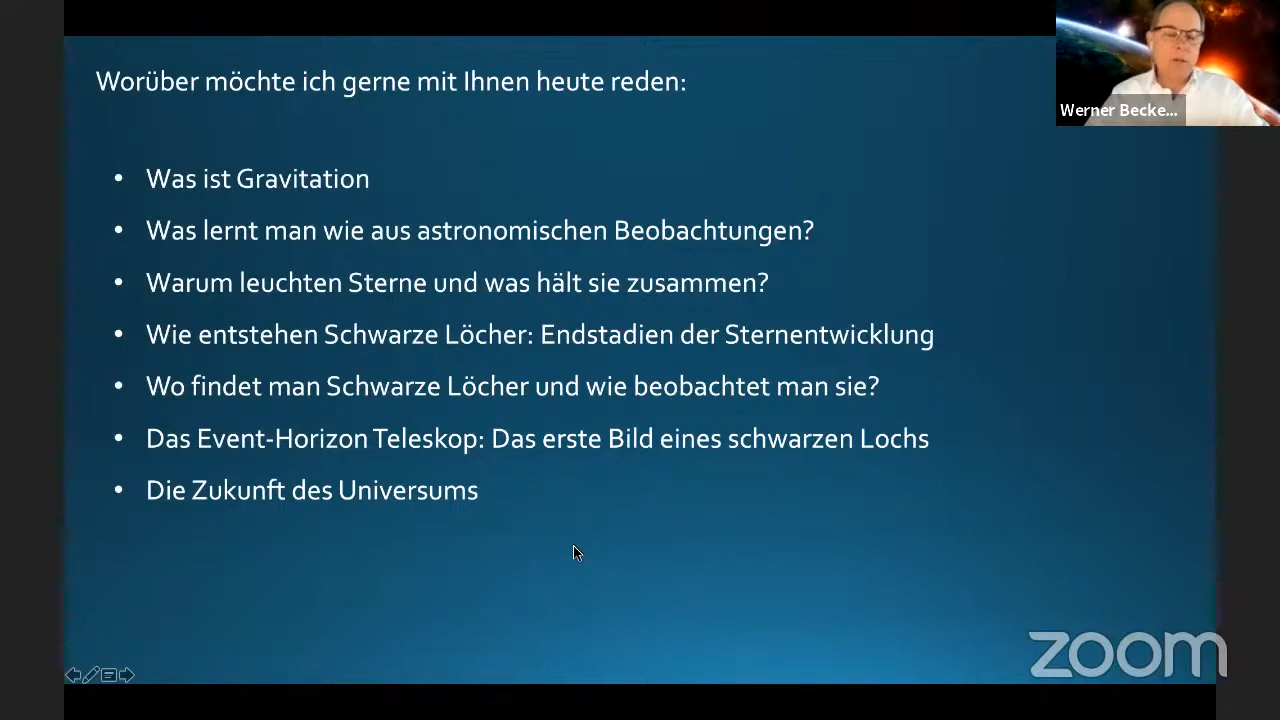 Worüber möchte ich gerne mit Ihnen heute reden:
Werner Becke...
• Was ist Gravitation
• Was lernt man wie aus astronomischen Beobachtungen?
• Warum leuchten Sterne und was hält sie zusammen?
• Wie entstehen Schwarze Löcher: Endstadien der Sternentwicklung
• Wo findet man Schwarze Löcher und wie beobachtet man sie?
• Das Event-Horizon Teleskop: Das erste Bild eines schwarzen Lochs
• Die Zukunft des Universums
zoom